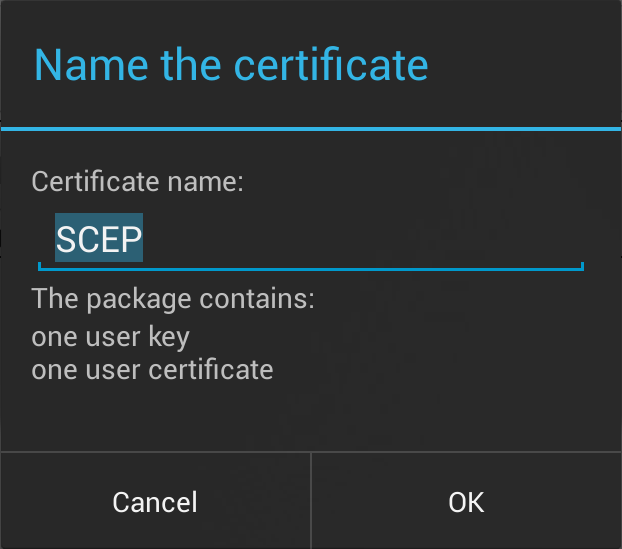 Name the certificate
Certificate name:
SCEP
The package contains:
one user key
one user certificate
Cancel
OK